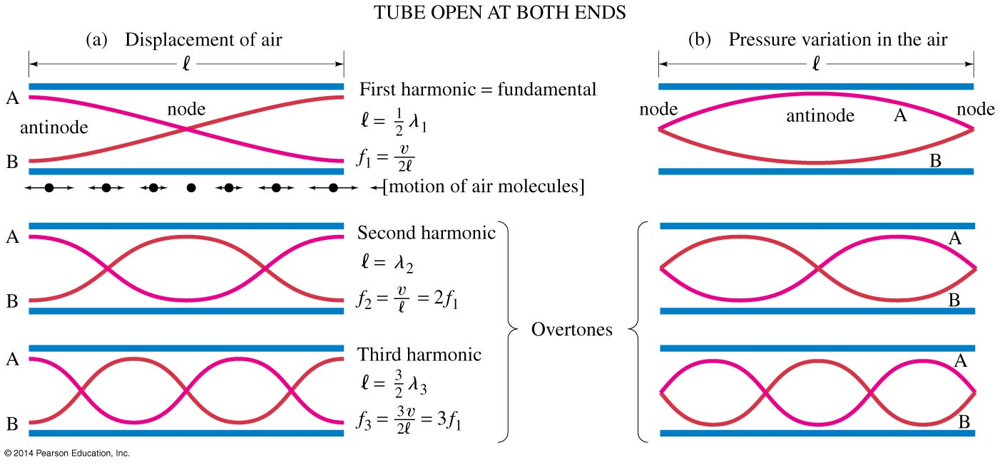 TUBE OPEN AT BOTH ENDS
(a) Displacement of air
ℓ
A
node
antinode
B
First harmonic = fundamental
ℓ = 1/2 λ₁
f₁ = v/2ℓ
[motion of air molecules]
A
B
Second harmonic
ℓ = λ₂
f₂ = v/ℓ = 2f₁
A
B
Third harmonic
ℓ = 3/2 λ₃
f₃ = 3v/2ℓ = 3f₁
Overtones
(b) Pressure variation in the air
ℓ
node
antinode
A
node
B
A
B
A
B
© 2014 Pearson Education, Inc.